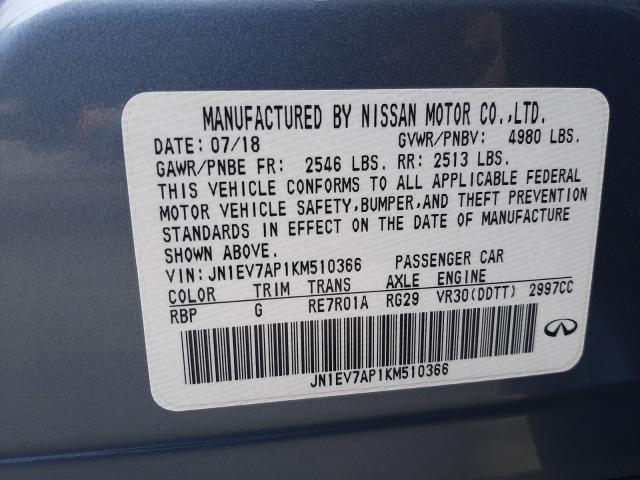 MANUFACTURED BY NISSAN MOTOR CO.,LTD.
DATE: 07/18 GVWR/PNBV: 4980 LBS.
GAWR/PNBE FR: 2546 LBS. RR: 2513 LBS.
THIS VEHICLE CONFORMS TO ALL APPLICABLE FEDERAL
MOTOR VEHICLE SAFETY,BUMPER,AND THEFT PREVENTION
STANDARDS IN EFFECT ON THE DATE OF MANUFACTURE
SHOWN ABOVE.
VIN: JN1EV7AP1KM510366 PASSENGER CAR
COLOR TRIM TRANS AXLE ENGINE
RBP G RE7R01A RG29 VR30(DDTT) 2997CC
JN1EV7AP1KM510366